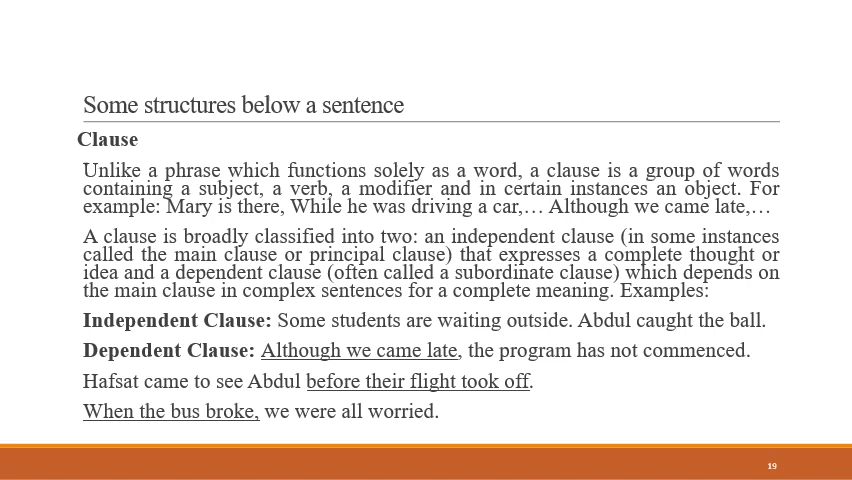 Some structures below a sentence
Clause
Unlike a phrase which functions solely as a word, a clause is a group of words
containing a subject, a verb, a modifier and in certain instances an object. For
example: Mary is there, While he was driving a car,… Although we came late,…
A clause is broadly classified into two: an independent clause (in some instances
called the main clause or principal clause) that expresses a complete thought or
idea and a dependent clause (often called a subordinate clause) which depends on
the main clause in complex sentences for a complete meaning. Examples:
Independent Clause: Some students are waiting outside. Abdul caught the ball.
Dependent Clause: Although we came late, the program has not commenced.
Hafsat came to see Abdul before their flight took off.
When the bus broke, we were all worried.
19